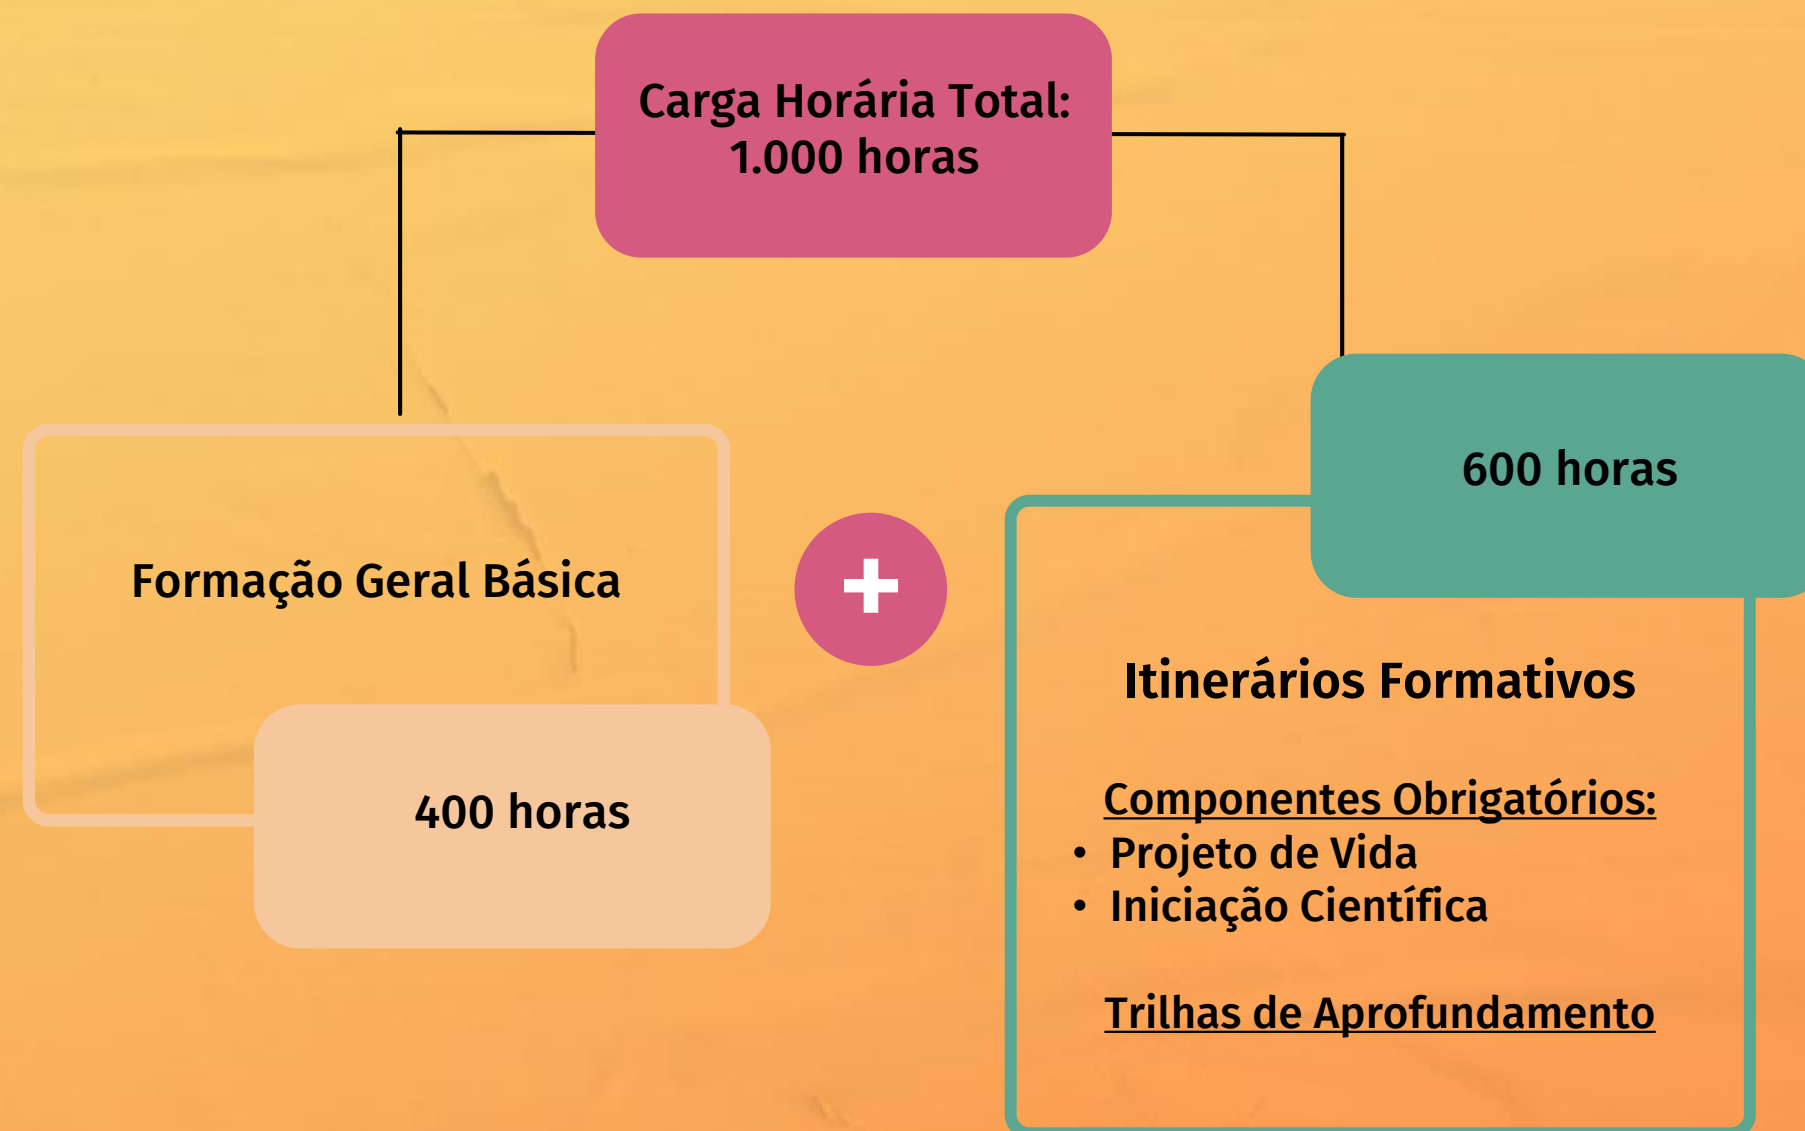 Carga Horária Total:
1.000 horas
Formação Geral Básica
400 horas
+
600 horas
Itinerários Formativos
Componentes Obrigatórios:
• Projeto de Vida
• Iniciação Científica
Trilhas de Aprofundamento